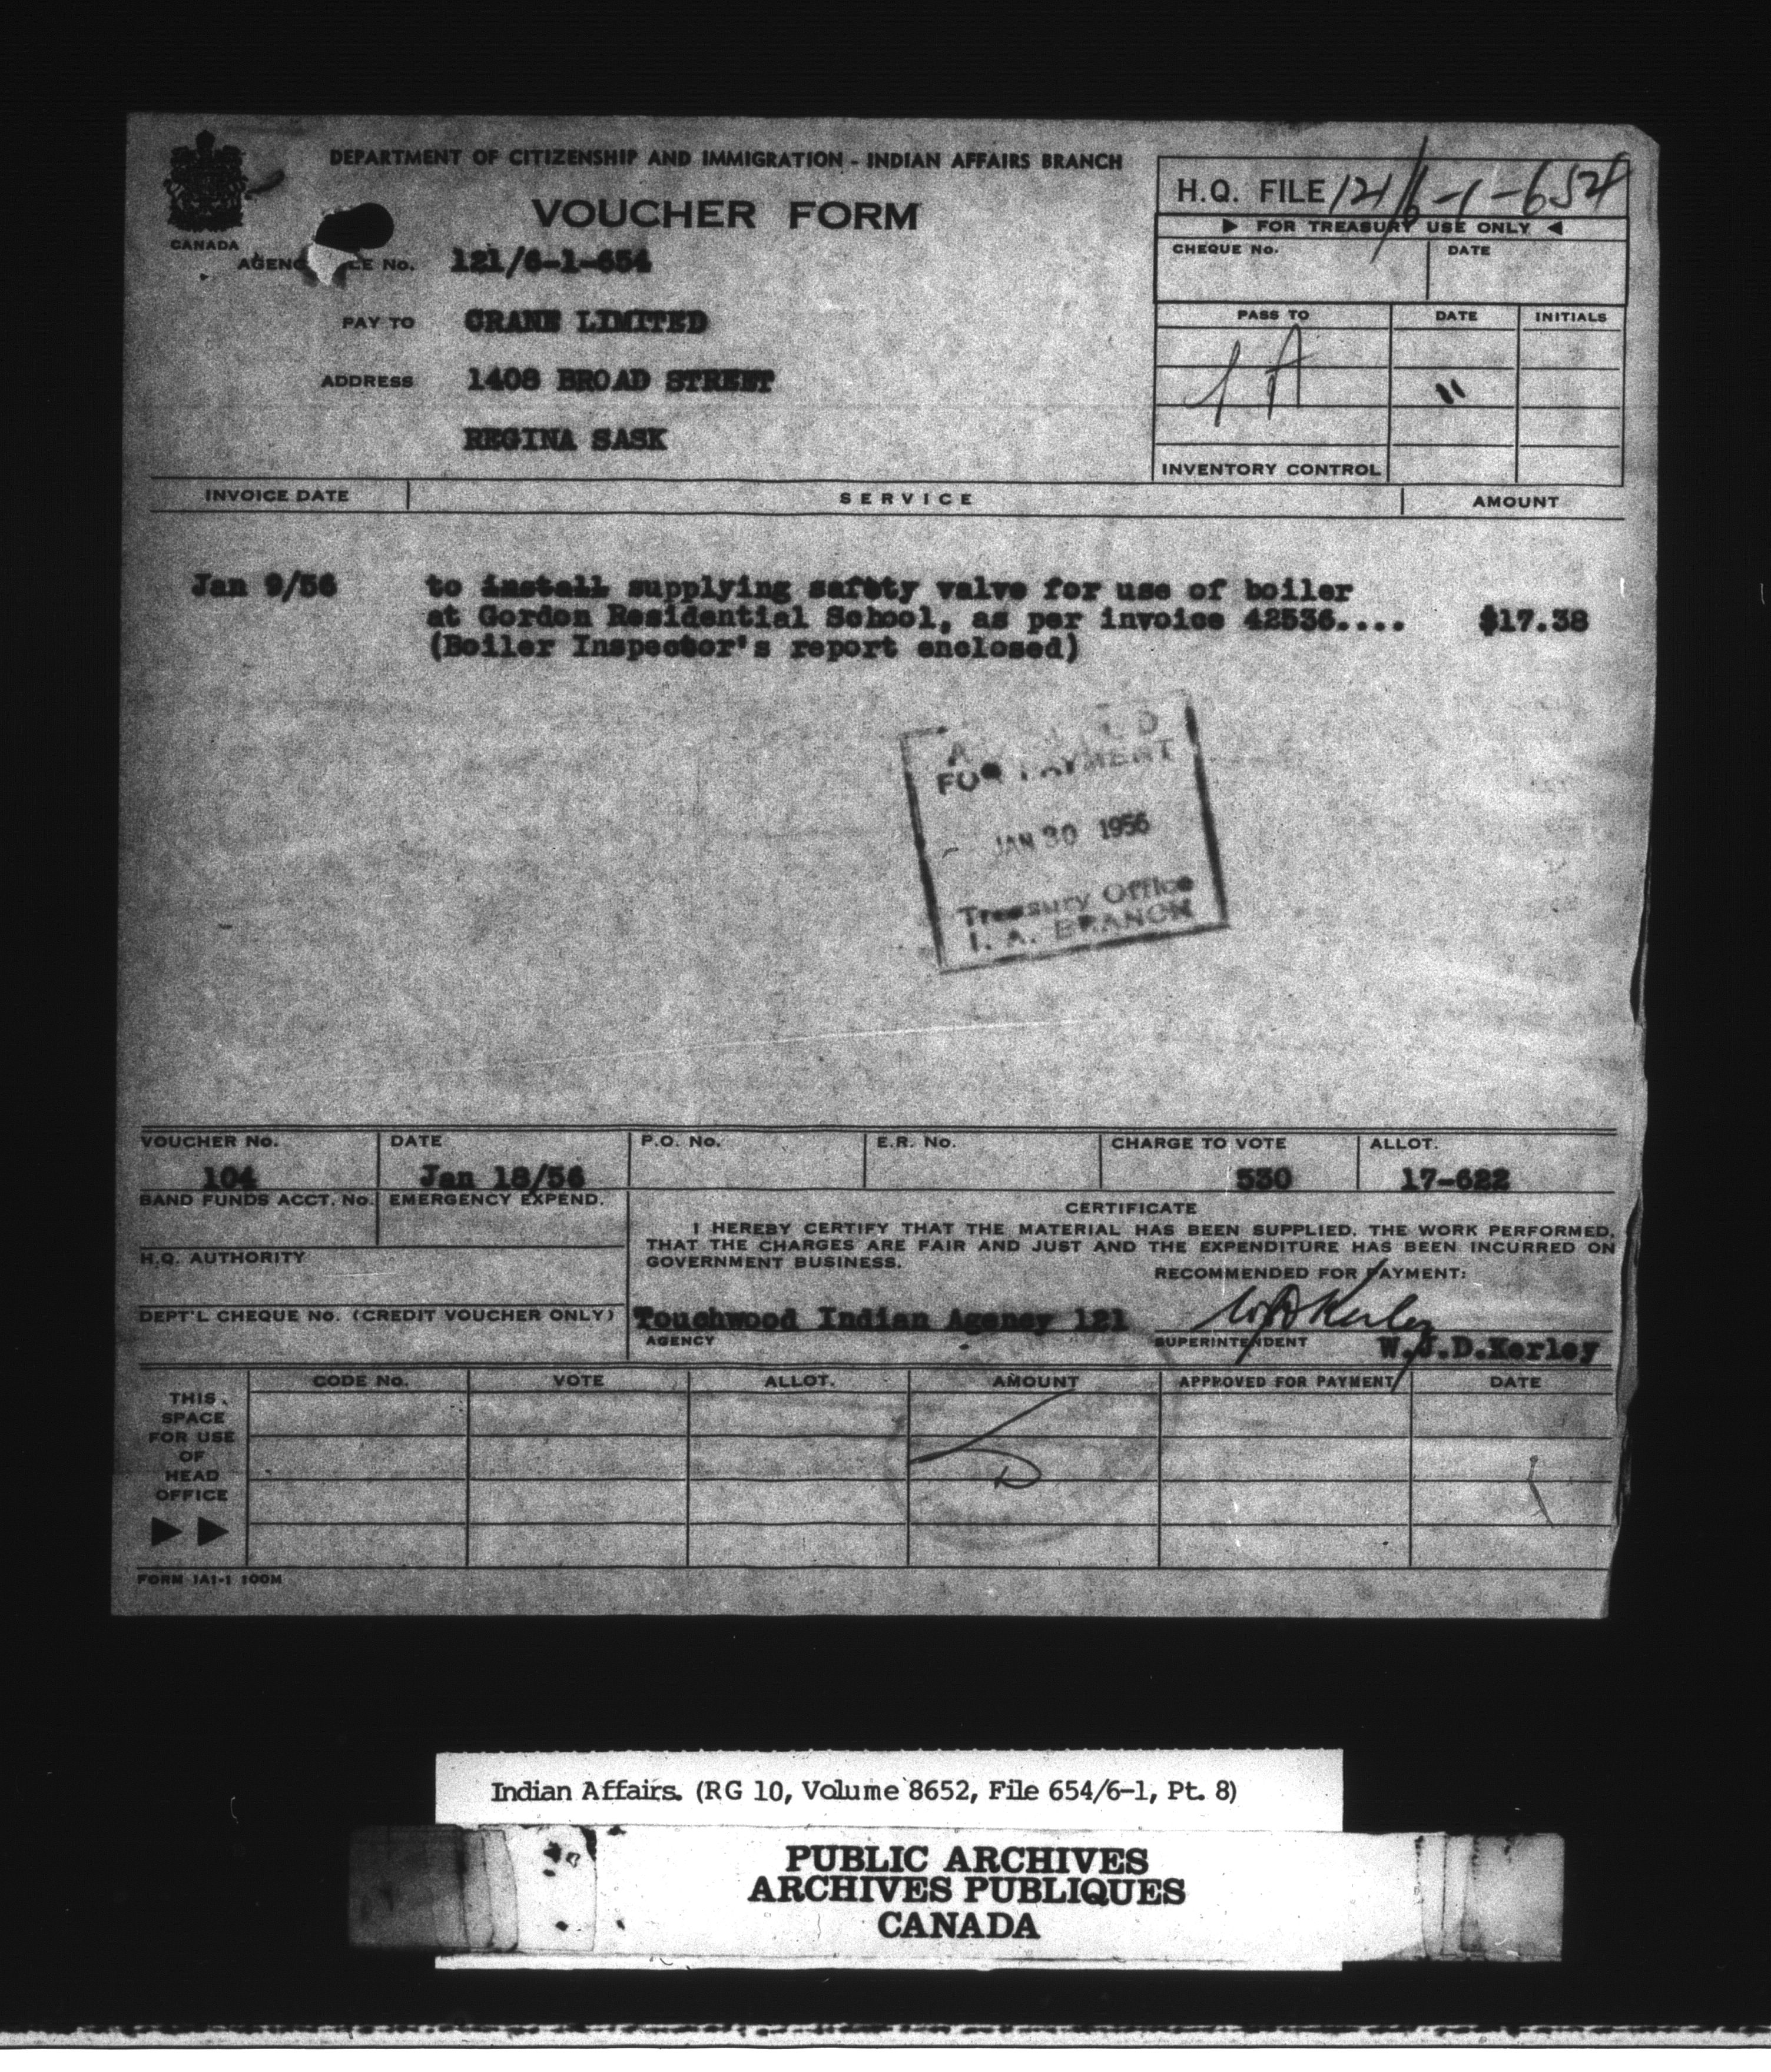 DEPARTMENT OF CITIZENSHIP AND IMMIGRATION - INDIAN AFFAIRS BRANCH
VOUCHER FORM
CANADA
H.Q. FILE 121/6-1-654
▶ FOR TREASURY USE ONLY ◀
CHEQUE No. DATE
No. 121/6-1-654
PAY TO CRANE LIMITED
ADDRESS 1408 BROAD STREET
REGINA SASK
PASS TO DATE INITIALS
11
INVENTORY CONTROL
INVOICE DATE SERVICE AMOUNT
Jan 9/56 to install supplying safety valve for use of boiler
at Gordon Residential School, as per invoice 42536.... $17.38
(Boiler Inspector's report enclosed)
FOR PAYMENT
JAN 30 1956
Treasury Office
I. A. BRANCH
VOUCHER No. DATE P.O. No. E.R. No. CHARGE TO VOTE ALLOT.
104 Jan 18/56 530 17-622
BAND FUNDS ACCT. No. EMERGENCY EXPEND.
CERTIFICATE
I HEREBY CERTIFY THAT THE MATERIAL HAS BEEN SUPPLIED, THE WORK PERFORMED,
THAT THE CHARGES ARE FAIR AND JUST AND THE EXPENDITURE HAS BEEN INCURRED ON
GOVERNMENT BUSINESS.
H.Q. AUTHORITY
RECOMMENDED FOR PAYMENT:
DEPT'L CHEQUE No. (CREDIT VOUCHER ONLY)
Touchwood Indian Agency 121 W.J.D. Kerley
AGENCY SUPERINTENDENT W.J.D.Kerley
CODE No. VOTE ALLOT. AMOUNT APPROVED FOR PAYMENT DATE
THIS
SPACE
FOR USE
OF
HEAD
OFFICE
▶ ▶
FORM 1A1-1 100M
Indian Affairs. (RG 10, Volume 8652, File 654/6-1, Pt. 8)
PUBLIC ARCHIVES
ARCHIVES PUBLIQUES
CANADA